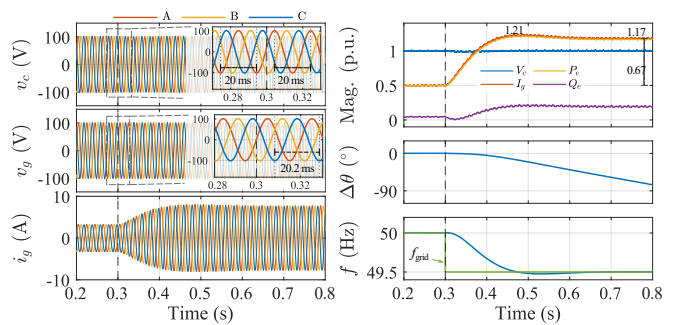 A B C
v_c (V)
100
0
-100
100
0
-100
20 ms
20 ms
0.28 0.3 0.32
v_g (V)
100
0
-100
100
0
-100
20.2 ms
0.28 0.3 0.32
i_g (A)
10
0
-10
0.2 0.3 0.4 0.5 0.6 0.7 0.8
Time (s)
Mag. (p.u.)
1
0.5
0
1.21
1.17
0.67
V_c P_e
I_g Q_e
Δθ (°)
0
-90
f (Hz)
50
49.5
f_grid
0.2 0.3 0.4 0.5 0.6 0.7 0.8
Time (s)